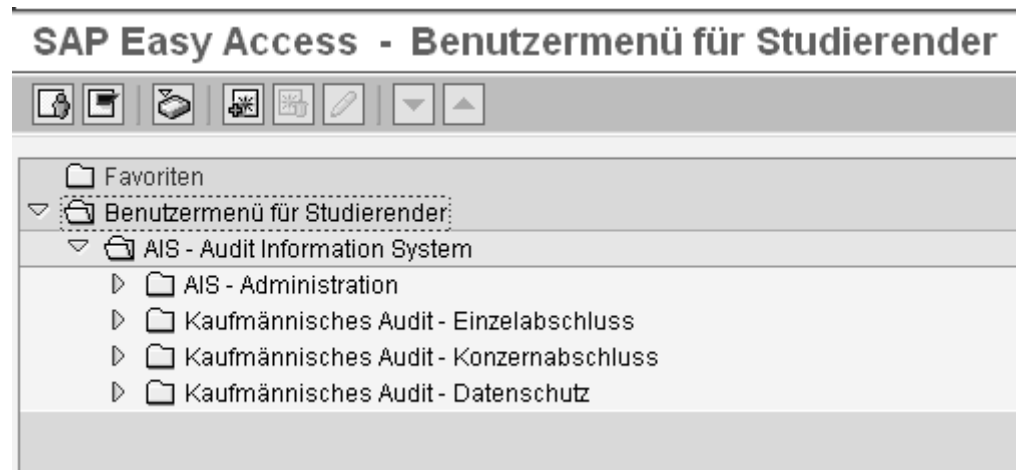 SAP Easy Access - Benutzermenü für Studierender
Favoriten
Benutzermenü für Studierender
AIS - Audit Information System
AIS - Administration
Kaufmännisches Audit - Einzelabschluss
Kaufmännisches Audit - Konzernabschluss
Kaufmännisches Audit - Datenschutz